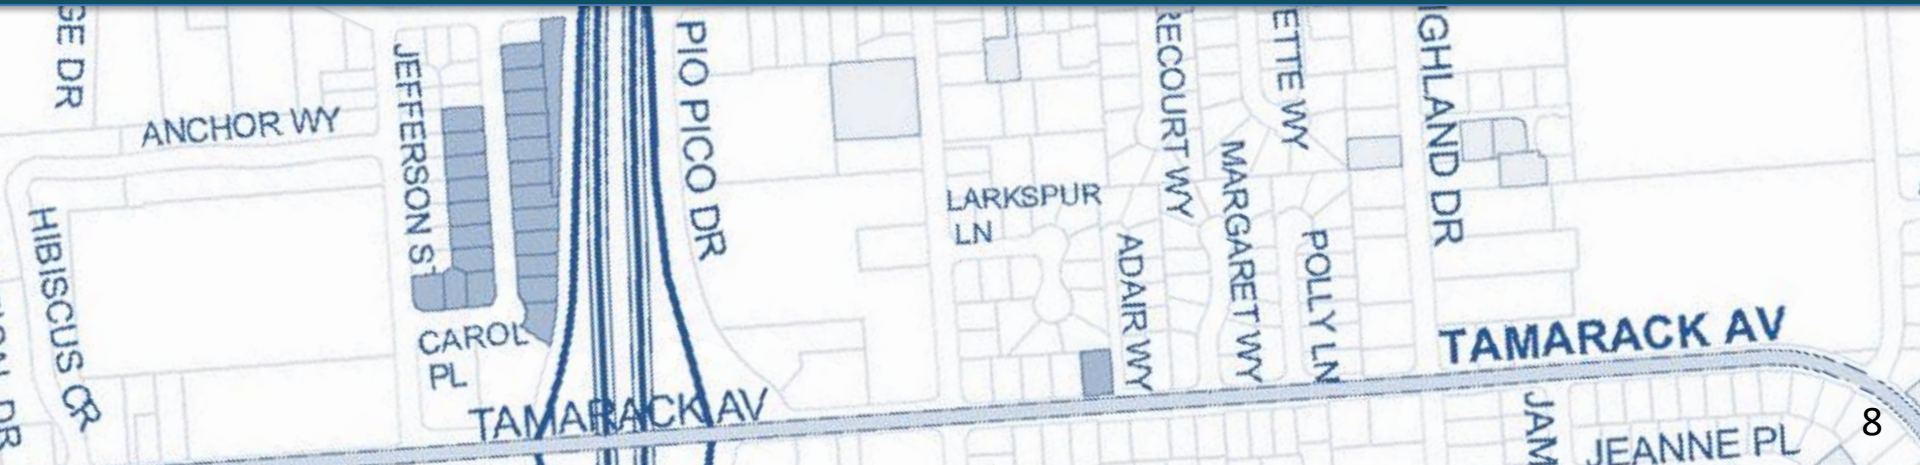 GE DR
ANCHOR WY
HIBISCUS CR
JEFFERSON ST
CAROL
PL
PIO PICO DR
TAMARACK AV
LARKSPUR
LN
ADAIR WY
RECOURT WY
MARGARET WY
ETTE WY
POLLY LN
IGHLAND DR
TAMARACK AV
JAM
JEANNE PL
8